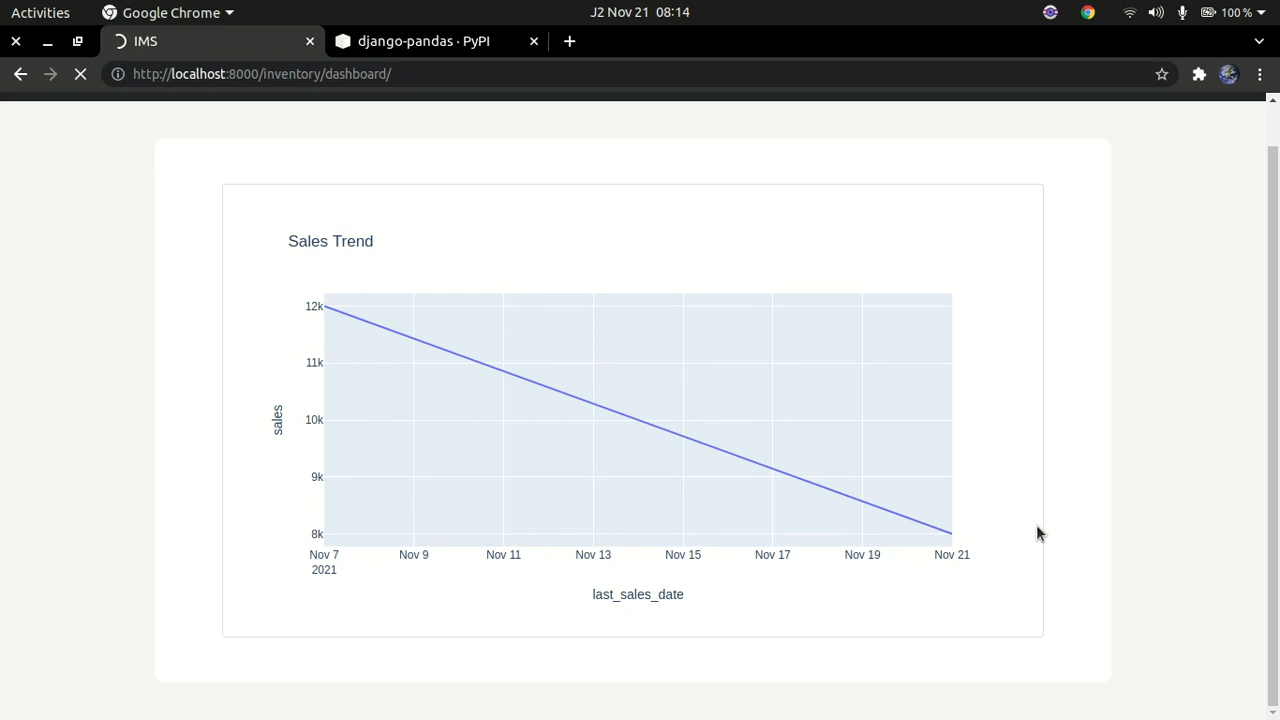 Activities Google Chrome J2 Nov 21 08:14 100 %
IMS django-pandas · PyPI
http://localhost:8000/inventory/dashboard/
Sales Trend
12k
11k
10k
9k
8k
sales
Nov 7 Nov 9 Nov 11 Nov 13 Nov 15 Nov 17 Nov 19 Nov 21
2021
last_sales_date